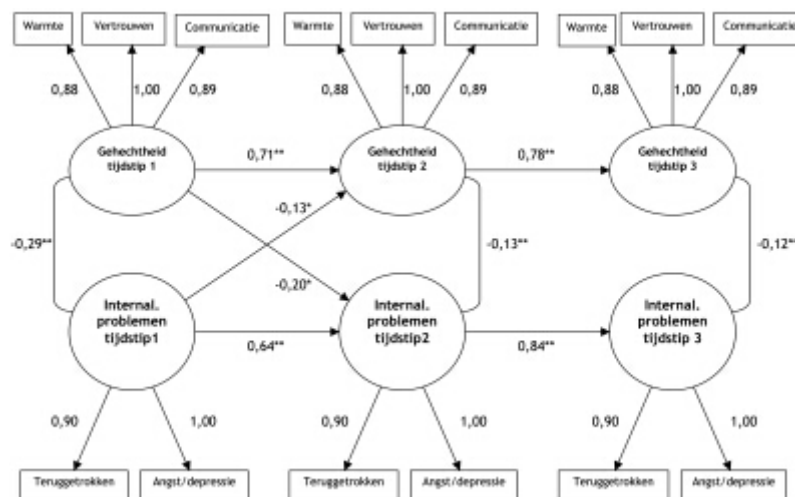 Warmte Vertrouwen Communicatie Warmte Vertrouwen Communicatie Warmte Vertrouwen Communicatie
0,88 1,00 0,89 0,88 1,00 0,89 0,88 1,00 0,89
Gehechtheid
tijdstip 1
0,71**
Gehechtheid
tijdstip 2
0,78**
Gehechtheid
tijdstip 3
-0,29**
-0,13*
-0,20*
-0,13**
-0,12**
Internal.
problemen
tijdstip1
0,64**
Internal.
problemen
tijdstip2
0,84**
Internal.
problemen
tijdstip 3
0,90 1,00 0,90 1,00 0,90 1,00
Teruggetrokken Angst/depressie Teruggetrokken Angst/depressie Teruggetrokken Angst/depressie